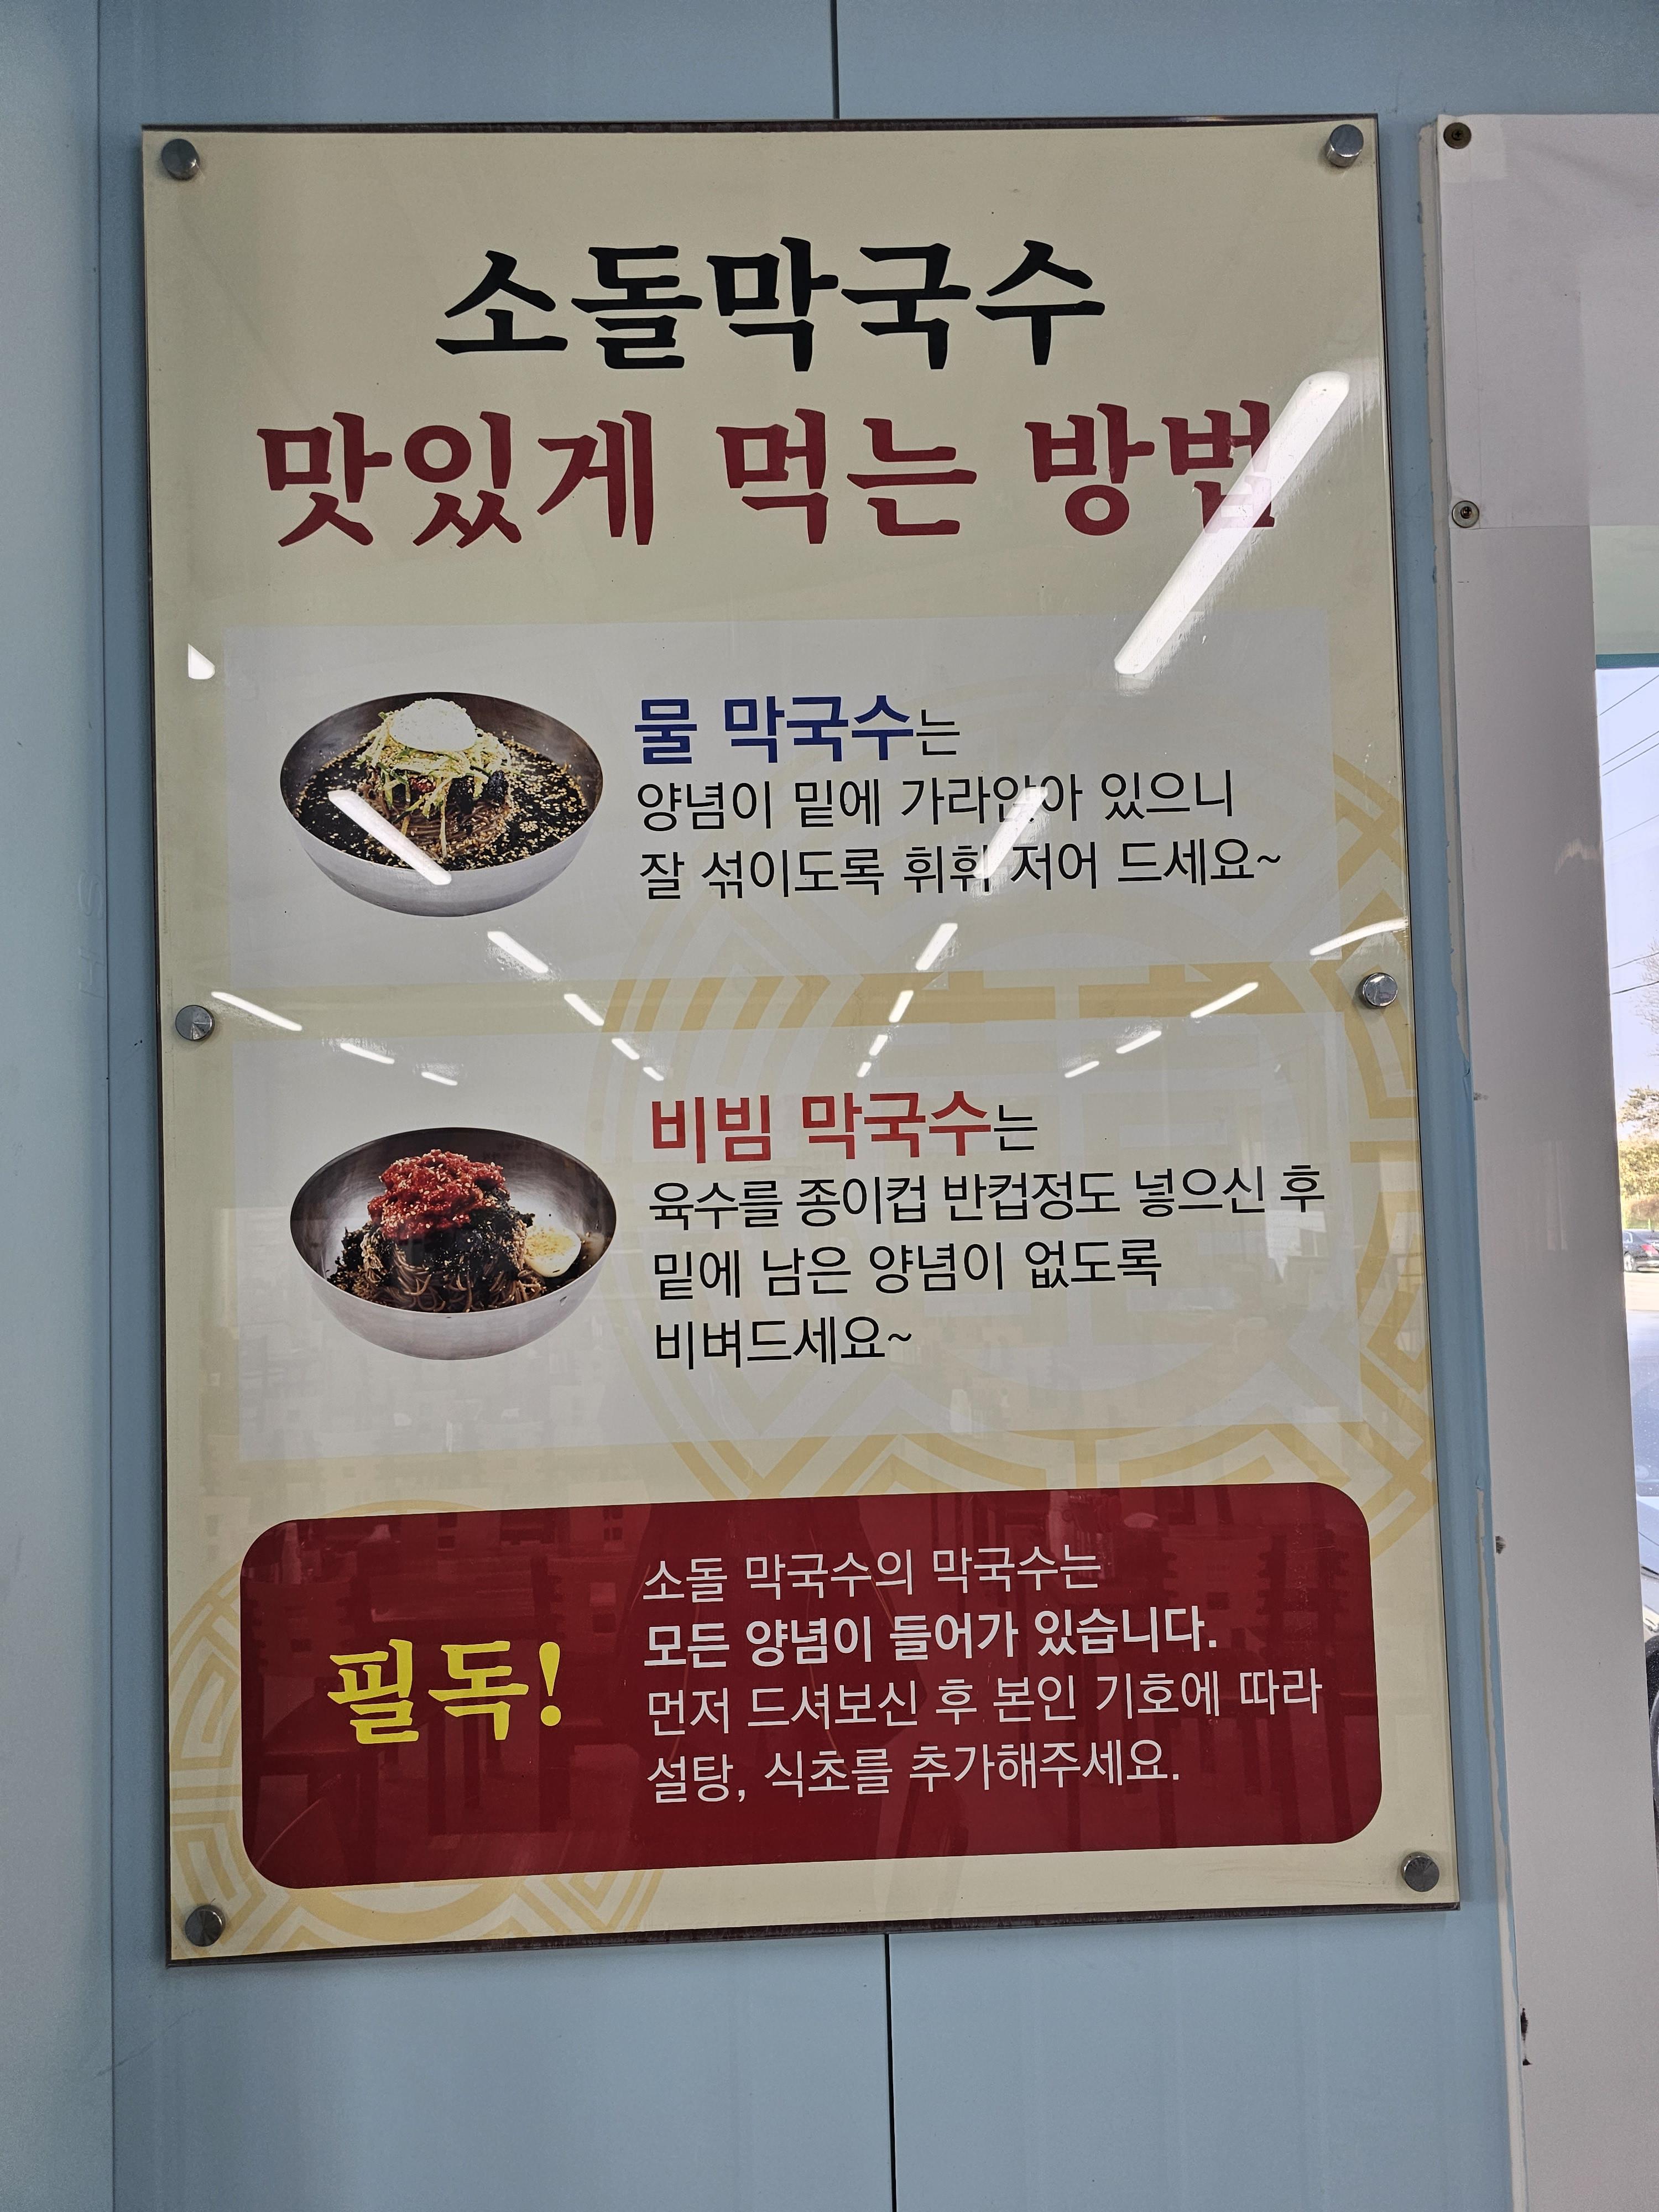 소돌막국수
맛있게 먹는 방법
물 막국수는
양념이 밑에 가라앉아 있으니
잘 섞이도록 휘휘 저어 드세요~
비빔 막국수는
육수를 종이컵 반컵정도 넣으신 후
밑에 남은 양념이 없도록
비벼드세요~
필독!
소돌 막국수의 막국수는
모든 양념이 들어가 있습니다.
먼저 드셔보신 후 본인 기호에 따라
설탕, 식초를 추가해주세요.